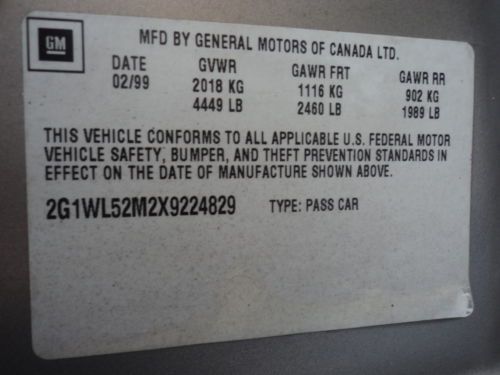 GM
MFD BY GENERAL MOTORS OF CANADA LTD.
DATE GVWR GAWR FRT GAWR RR
02/99 2018 KG 1116 KG 902 KG
4449 LB 2460 LB 1989 LB
THIS VEHICLE CONFORMS TO ALL APPLICABLE U.S. FEDERAL MOTOR
VEHICLE SAFETY, BUMPER, AND THEFT PREVENTION STANDARDS IN
EFFECT ON THE DATE OF MANUFACTURE SHOWN ABOVE.
2G1WL52M2X9224829 TYPE: PASS CAR